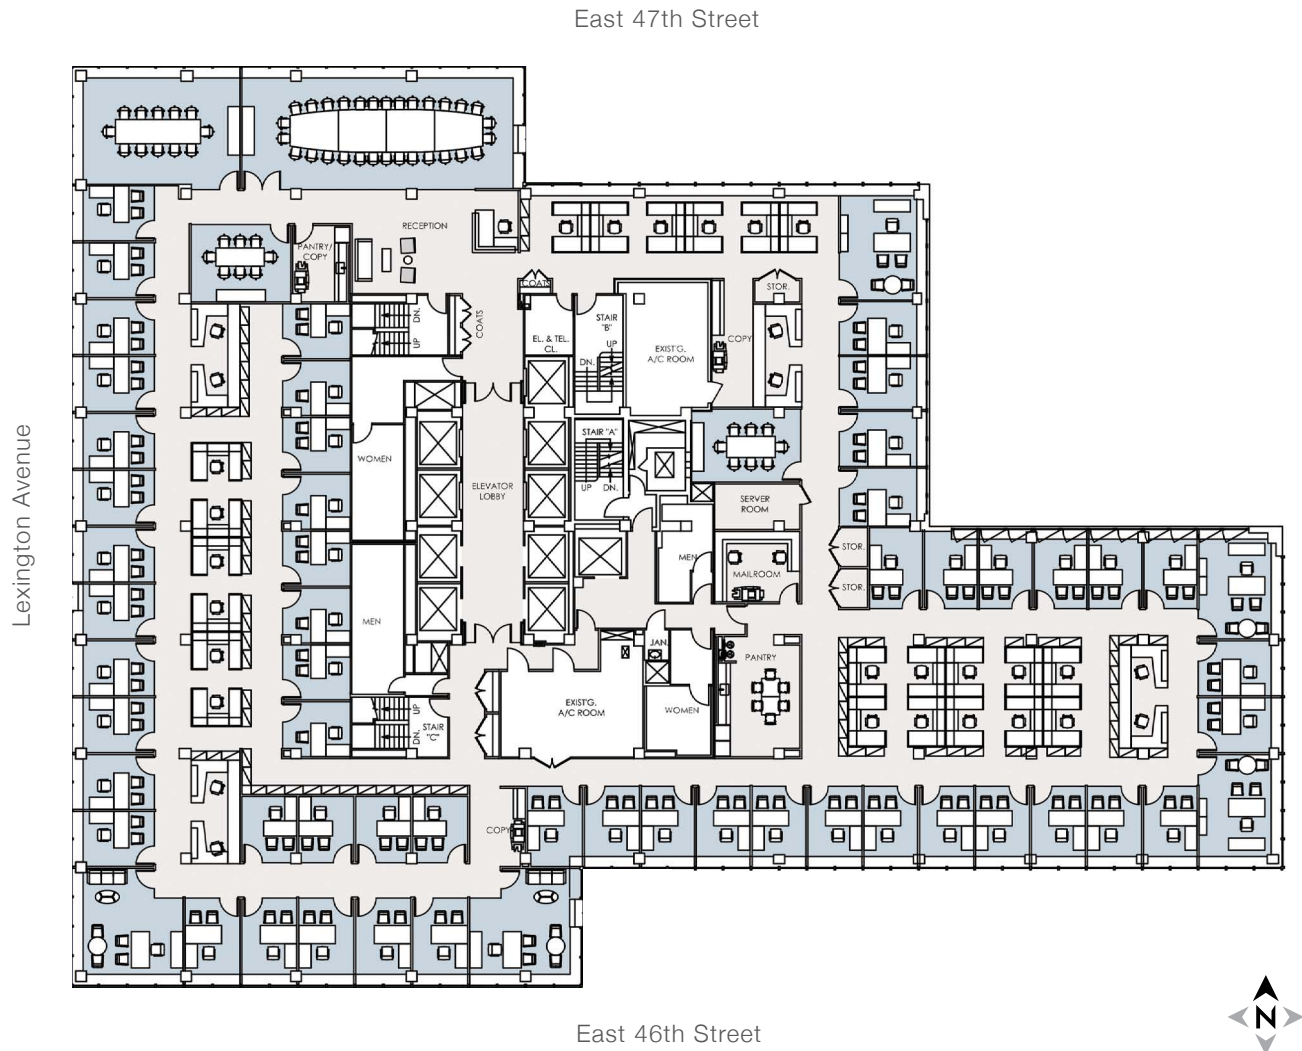 East 47th Street
RECEPTION
PANTRY/
COPY
COATS
STOR.
DN.
UP
COATS
EL. & TEL.
CL.
STAIR
"B"
UP
DN.
EXIST'G.
A/C ROOM
COPY
Lexington Avenue
WOMEN
STAIR "A"
UP
DN.
ELEVATOR
LOBBY
SERVER
ROOM
STOR.
MEN
MAILROOM
STOR.
MEN
JAN.
PANTRY
EXIST'G.
A/C ROOM
WOMEN
UP
DN.
STAIR
"C"
COPY
East 46th Street
N